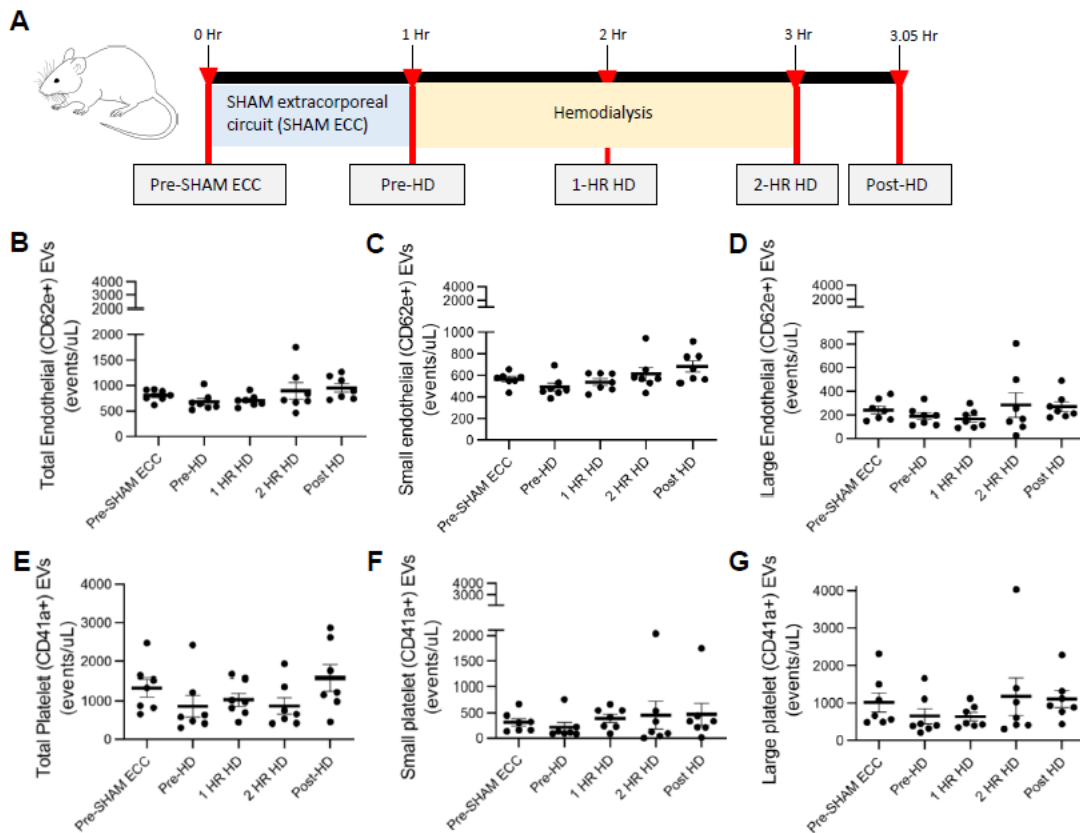 A
0 Hr
1 Hr
2 Hr
3 Hr
3.05 Hr
SHAM extracorporeal
circuit (SHAM ECC)
Hemodialysis
Pre-SHAM ECC
Pre-HD
1-HR HD
2-HR HD
Post-HD
B
Total Endothelial (CD62e+) EVs
(events/uL)
4000
3000
2000
2000
1500
1000
500
0
Pre-SHAM ECC
Pre-HD
1 HR HD
2 HR HD
Post HD
C
Small endothelial (CD62e+) EVs
(events/uL)
4000
2000
1000
800
600
400
200
0
Pre-SHAM ECC
Pre-HD
1 HR HD
2 HR HD
Post HD
D
Large Endothelial (CD62e+) EVs
(events/uL)
4000
2000
800
600
400
200
0
Pre-SHAM ECC
Pre-HD
1 HR HD
2 HR HD
Post HD
E
Total Platelet (CD41a+) EVs
(events/uL)
4000
3000
2000
1000
0
Pre-SHAM ECC
Pre-HD
1 HR HD
2 HR HD
Post-HD
F
Small platelet (CD41a+) EVs
(events/uL)
4000
3000
2000
1500
1000
500
0
Pre-SHAM ECC
Pre-HD
1 HR HD
2 HR HD
Post HD
G
Large platelet (CD41a+) EVs
(events/uL)
4000
3000
2000
1000
0
Pre-SHAM ECC
Pre-HD
1 HR HD
2 HR HD
Post HD